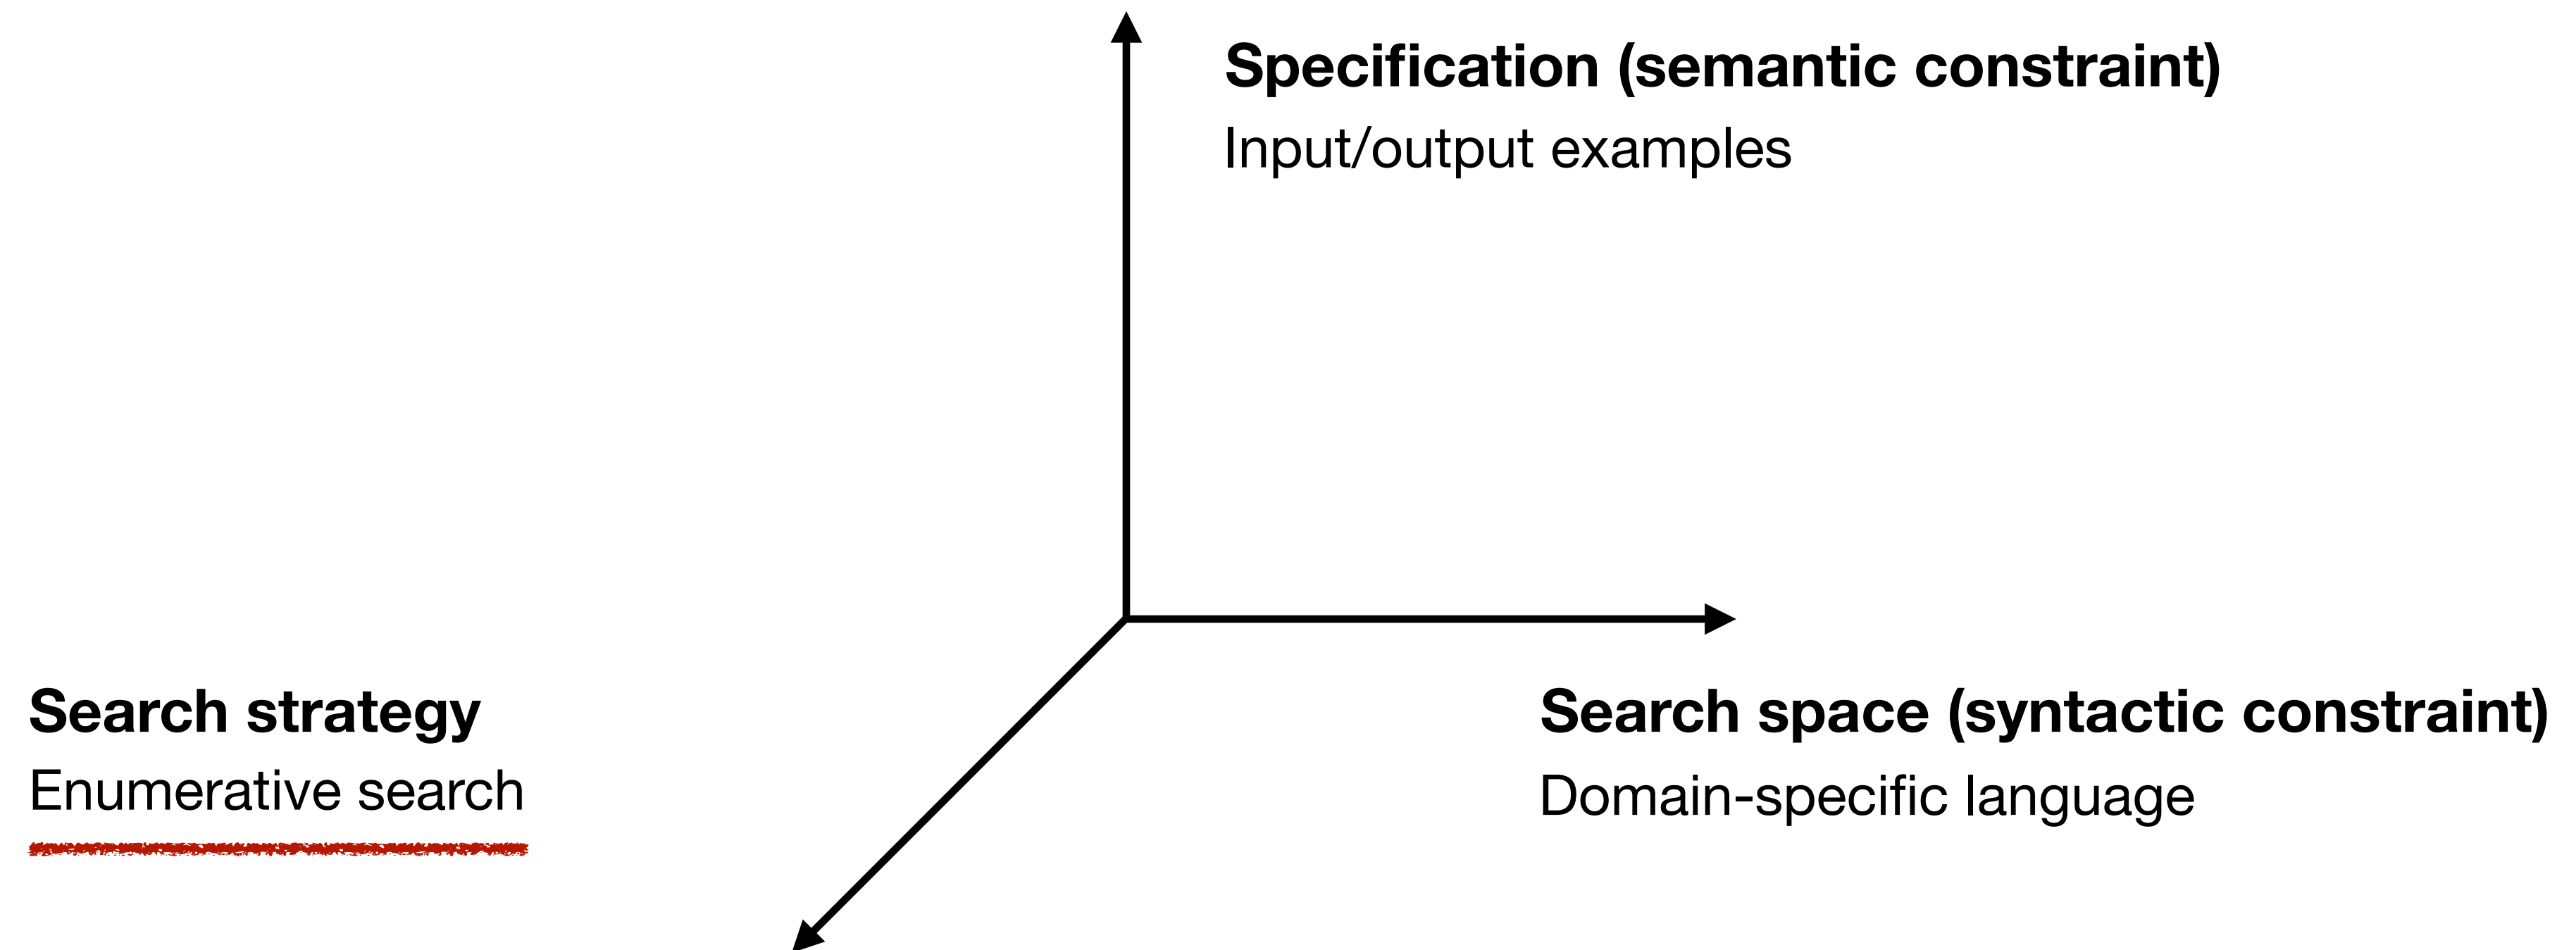 Specification (semantic constraint)
Input/output examples
Search strategy
Enumerative search
Search space (syntactic constraint)
Domain-specific language